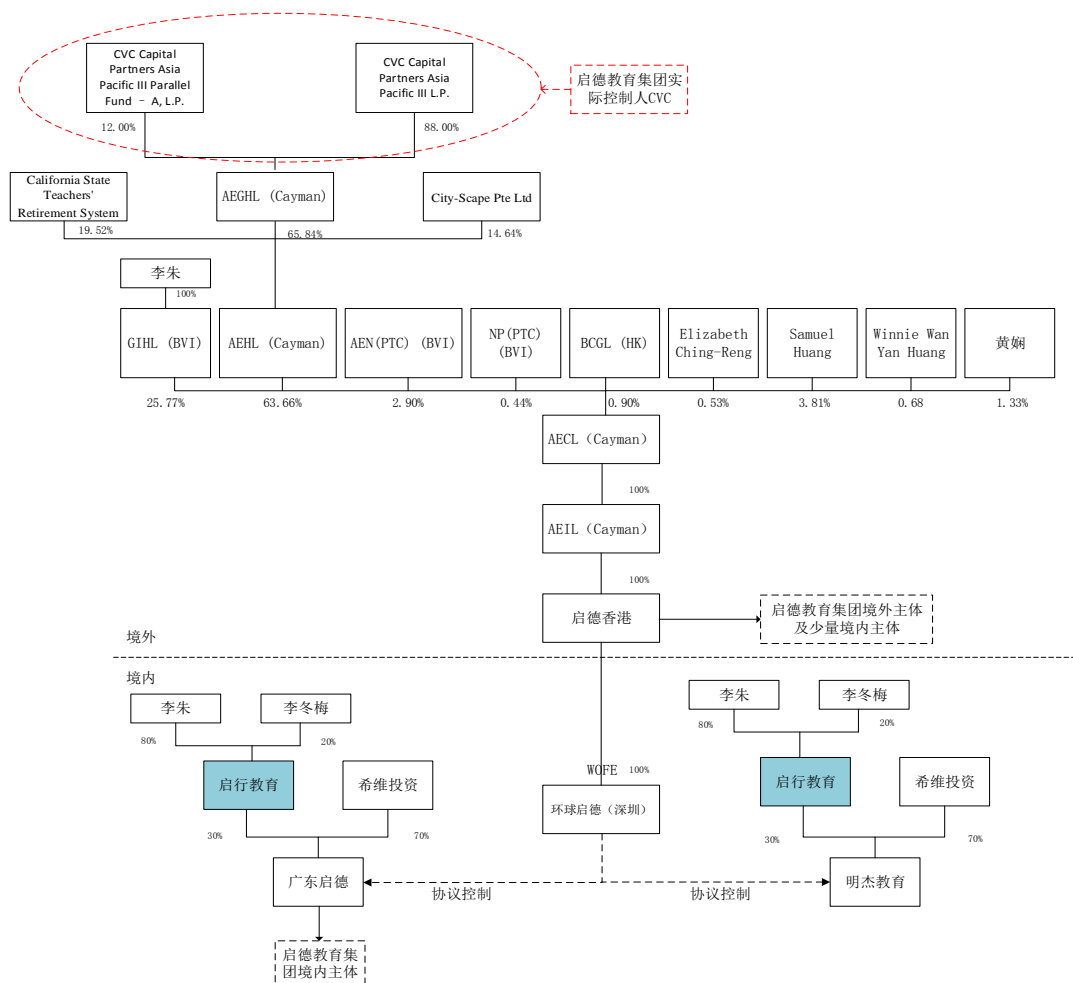 CVC Capital
Partners Asia
Pacific III Parallel
Fund - A, L.P.
CVC Capital
Partners Asia
Pacific III L.P.
启德教育集团实
际控制人CVC
12.00%
88.00%
California State
Teachers'
Retirement System
AEGHL (Cayman)
City-Scape Pte Ltd
19.52%
65.84%
14.64%
李朱
100%
GIHL (BVI)
AEHL (Cayman)
AEN(PTC) (BVI)
NP(PTC)
(BVI)
BCGL (HK)
Elizabeth
Ching-Reng
Samuel
Huang
Winnie Wan
Yan Huang
黄娴
25.77%
63.66%
2.90%
0.44%
0.90%
0.53%
3.81%
0.68
1.33%
AECL (Cayman)
100%
AEIL (Cayman)
100%
启德香港
启德教育集团境外主体
及少量境内主体
境外
境内
李朱
李冬梅
80%
20%
启行教育
希维投资
30%
70%
广东启德
WOFE
100%
环球启德（深圳）
李朱
李冬梅
80%
20%
启行教育
希维投资
30%
70%
明杰教育
协议控制
协议控制
启德教育集
团境内主体